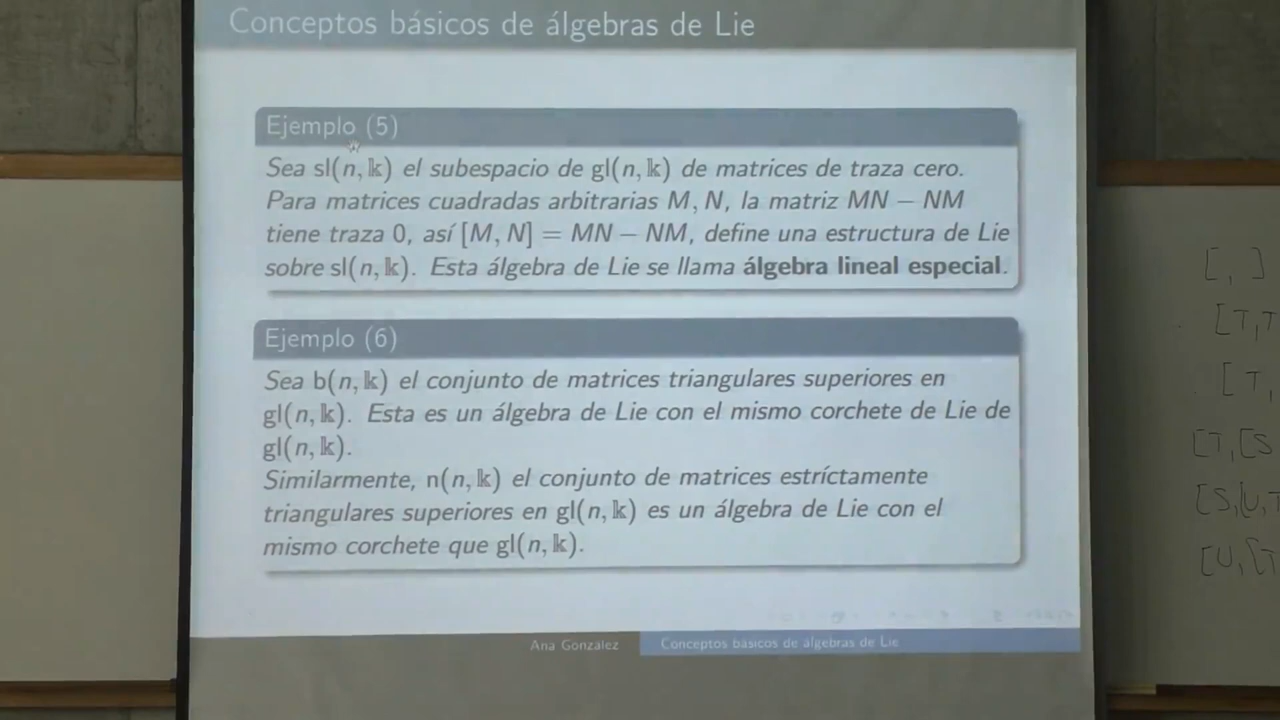 Conceptos básicos de álgebras de Lie
Ejemplo (5)
Sea sl(n, 𝕜) el subespacio de gl(n, 𝕜) de matrices de traza cero.
Para matrices cuadradas arbitrarias M, N, la matriz MN − NM
tiene traza 0, así [M, N] = MN − NM, define una estructura de Lie
sobre sl(n, 𝕜). Esta álgebra de Lie se llama álgebra lineal especial.
Ejemplo (6)
Sea b(n, 𝕜) el conjunto de matrices triangulares superiores en
gl(n, 𝕜). Esta es un álgebra de Lie con el mismo corchete de Lie de
gl(n, 𝕜).
Similarmente, n(n, 𝕜) el conjunto de matrices estríctamente
triangulares superiores en gl(n, 𝕜) es un álgebra de Lie con el
mismo corchete que gl(n, 𝕜).
Ana González
Conceptos básicos de álgebras de Lie
[ , ]
[T,T
[T,
[T,[S
[S,[U,T
[U,[T